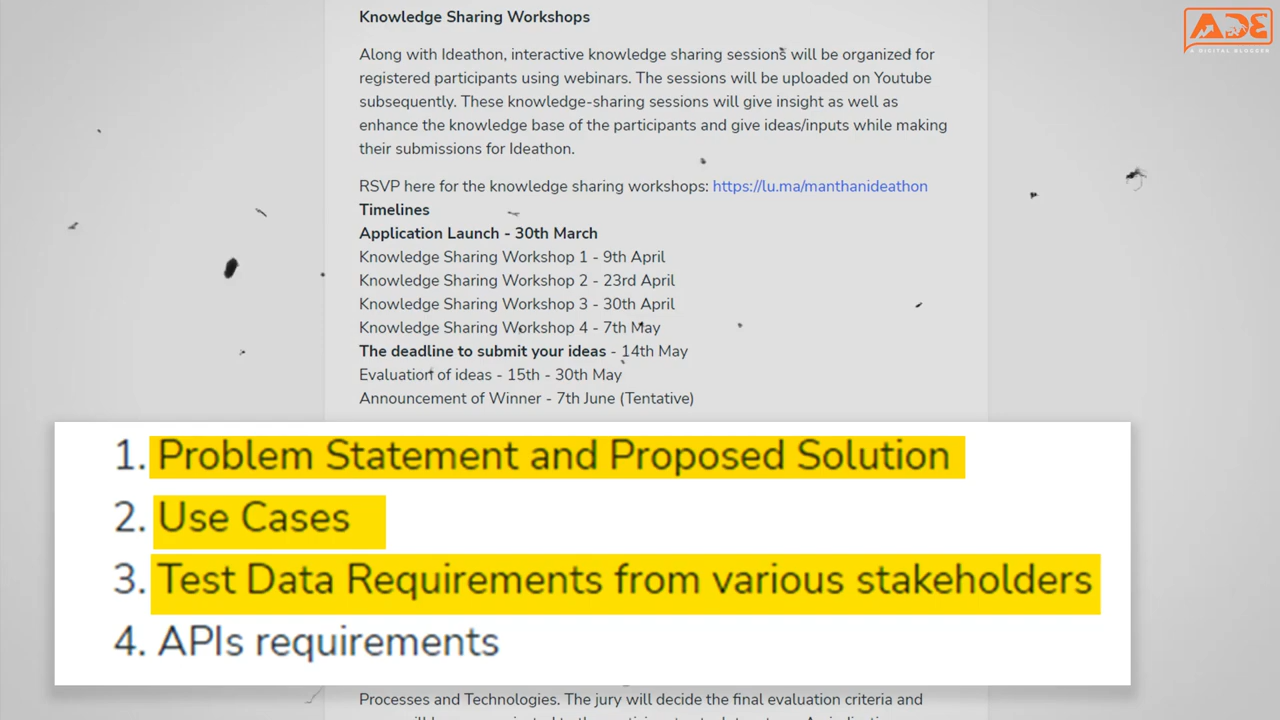 Knowledge Sharing Workshops
Along with Ideathon, interactive knowledge sharing sessions will be organized for
registered participants using webinars. The sessions will be uploaded on Youtube
subsequently. These knowledge-sharing sessions will give insight as well as
enhance the knowledge base of the participants and give ideas/inputs while making
their submissions for Ideathon.
RSVP here for the knowledge sharing workshops: https://lu.ma/manthanideathon
Timelines
Application Launch - 30th March
Knowledge Sharing Workshop 1 - 9th April
Knowledge Sharing Workshop 2 - 23rd April
Knowledge Sharing Workshop 3 - 30th April
Knowledge Sharing Workshop 4 - 7th May
The deadline to submit your ideas - 14th May
Evaluation of ideas - 15th - 30th May
Announcement of Winner - 7th June (Tentative)
1. Problem Statement and Proposed Solution
2. Use Cases
3. Test Data Requirements from various stakeholders
4. APIs requirements
Processes and Technologies. The jury will decide the final evaluation criteria and
A DIGITAL BLOGGER